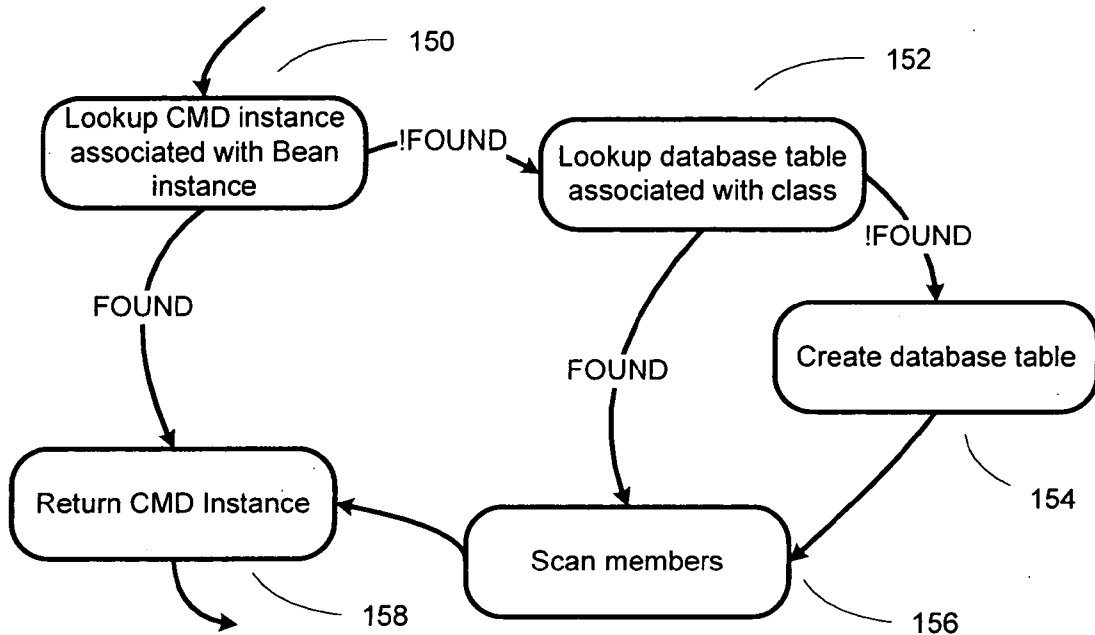 150
Lookup CMD instance
associated with Bean
instance
!FOUND
152
Lookup database table
associated with class
!FOUND
FOUND
FOUND
Create database table
154
Return CMD Instance
158
Scan members
156